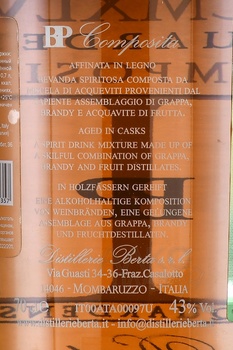 BP Composita
AFFINATA IN LEGNO
BEVANDA SPIRITOSA COMPOSTA DA
MISCELA DI ACQUEVITI PROVENIENTI DAL
SAPIENTE ASSEMBLAGGIO DI GRAPPA,
BRANDY E ACQUAVITE DI FRUTTA.
AGED IN CASKS
A SPIRIT DRINK MIXTURE MADE UP OF
A SKILFUL COMBINATION OF GRAPPA,
BRANDY AND FRUIT DISTILLATES.
IN HOLZFÄSSERN GEREIFT
EINE ALKOHOLHALTIGE KOMPOSITION
VON WEINBRÄNDEN, EINE GELUNGENE
ASSEMBLAGE AUS GRAPPA, BRANDY
UND FRUCHTDESTILLATEN.
Distillerie Berta s.r.l.
Via Guasti 34-36-Fraz. Casalotto
14046 - MOMBARUZZO - ITALIA
70 1100ATA00097U 43% Vol
www.distillerieberta.it - info@distillerieberta.it